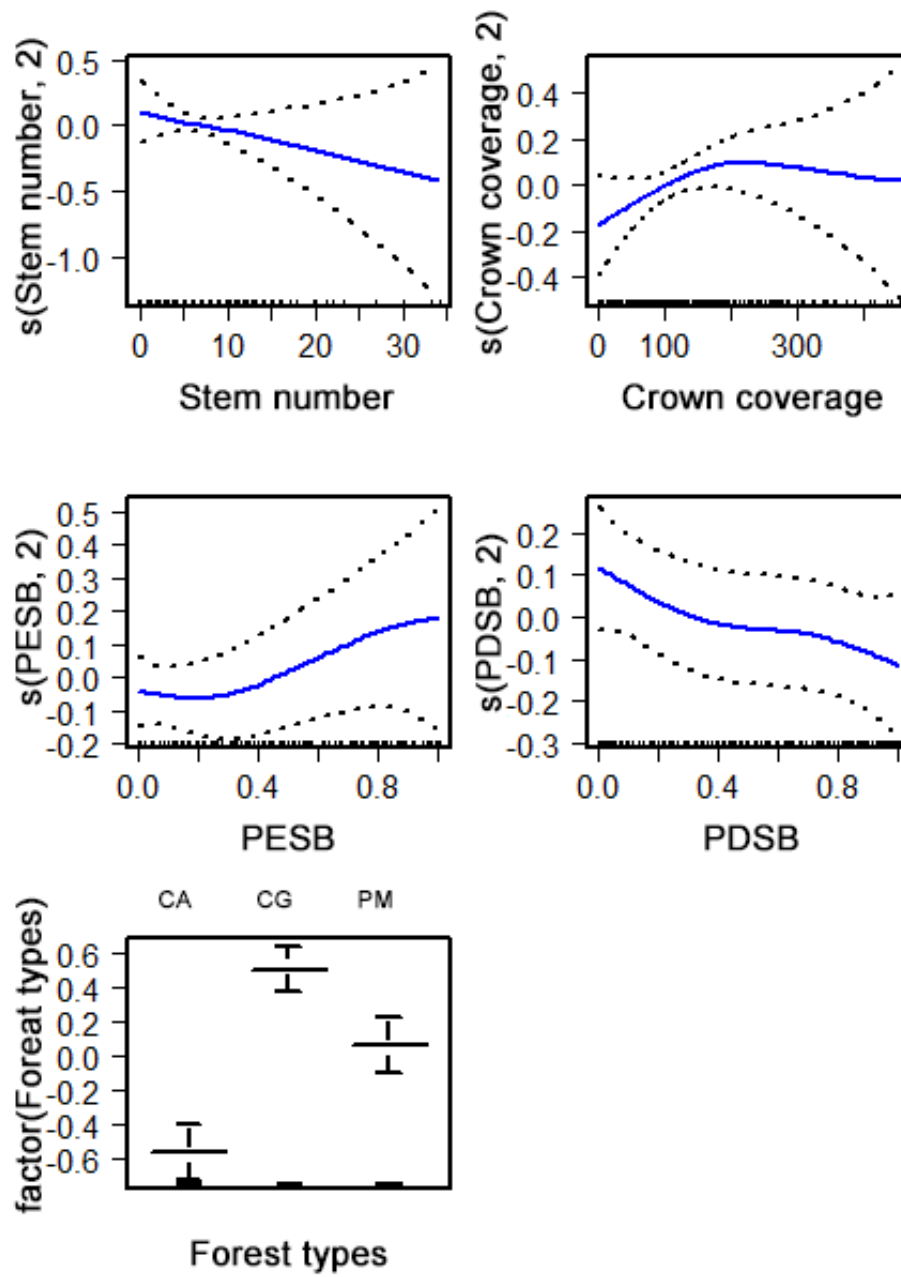 s(Stem number, 2)
0.5
0.0
-0.5
-1.0
0 10 20 30
Stem number
s(Crown coverage, 2)
0.4
0.2
0.0
-0.2
-0.4
0 100 300
Crown coverage
s(PESB, 2)
0.5
0.4
0.3
0.2
0.1
0.0
-0.1
-0.2
0.0 0.4 0.8
PESB
s(PDSB, 2)
0.2
0.1
0.0
-0.1
-0.2
-0.3
0.0 0.4 0.8
PDSB
CA CG PM
factor(Foreat types)
0.6
0.4
0.2
0.0
-0.2
-0.4
-0.6
Forest types